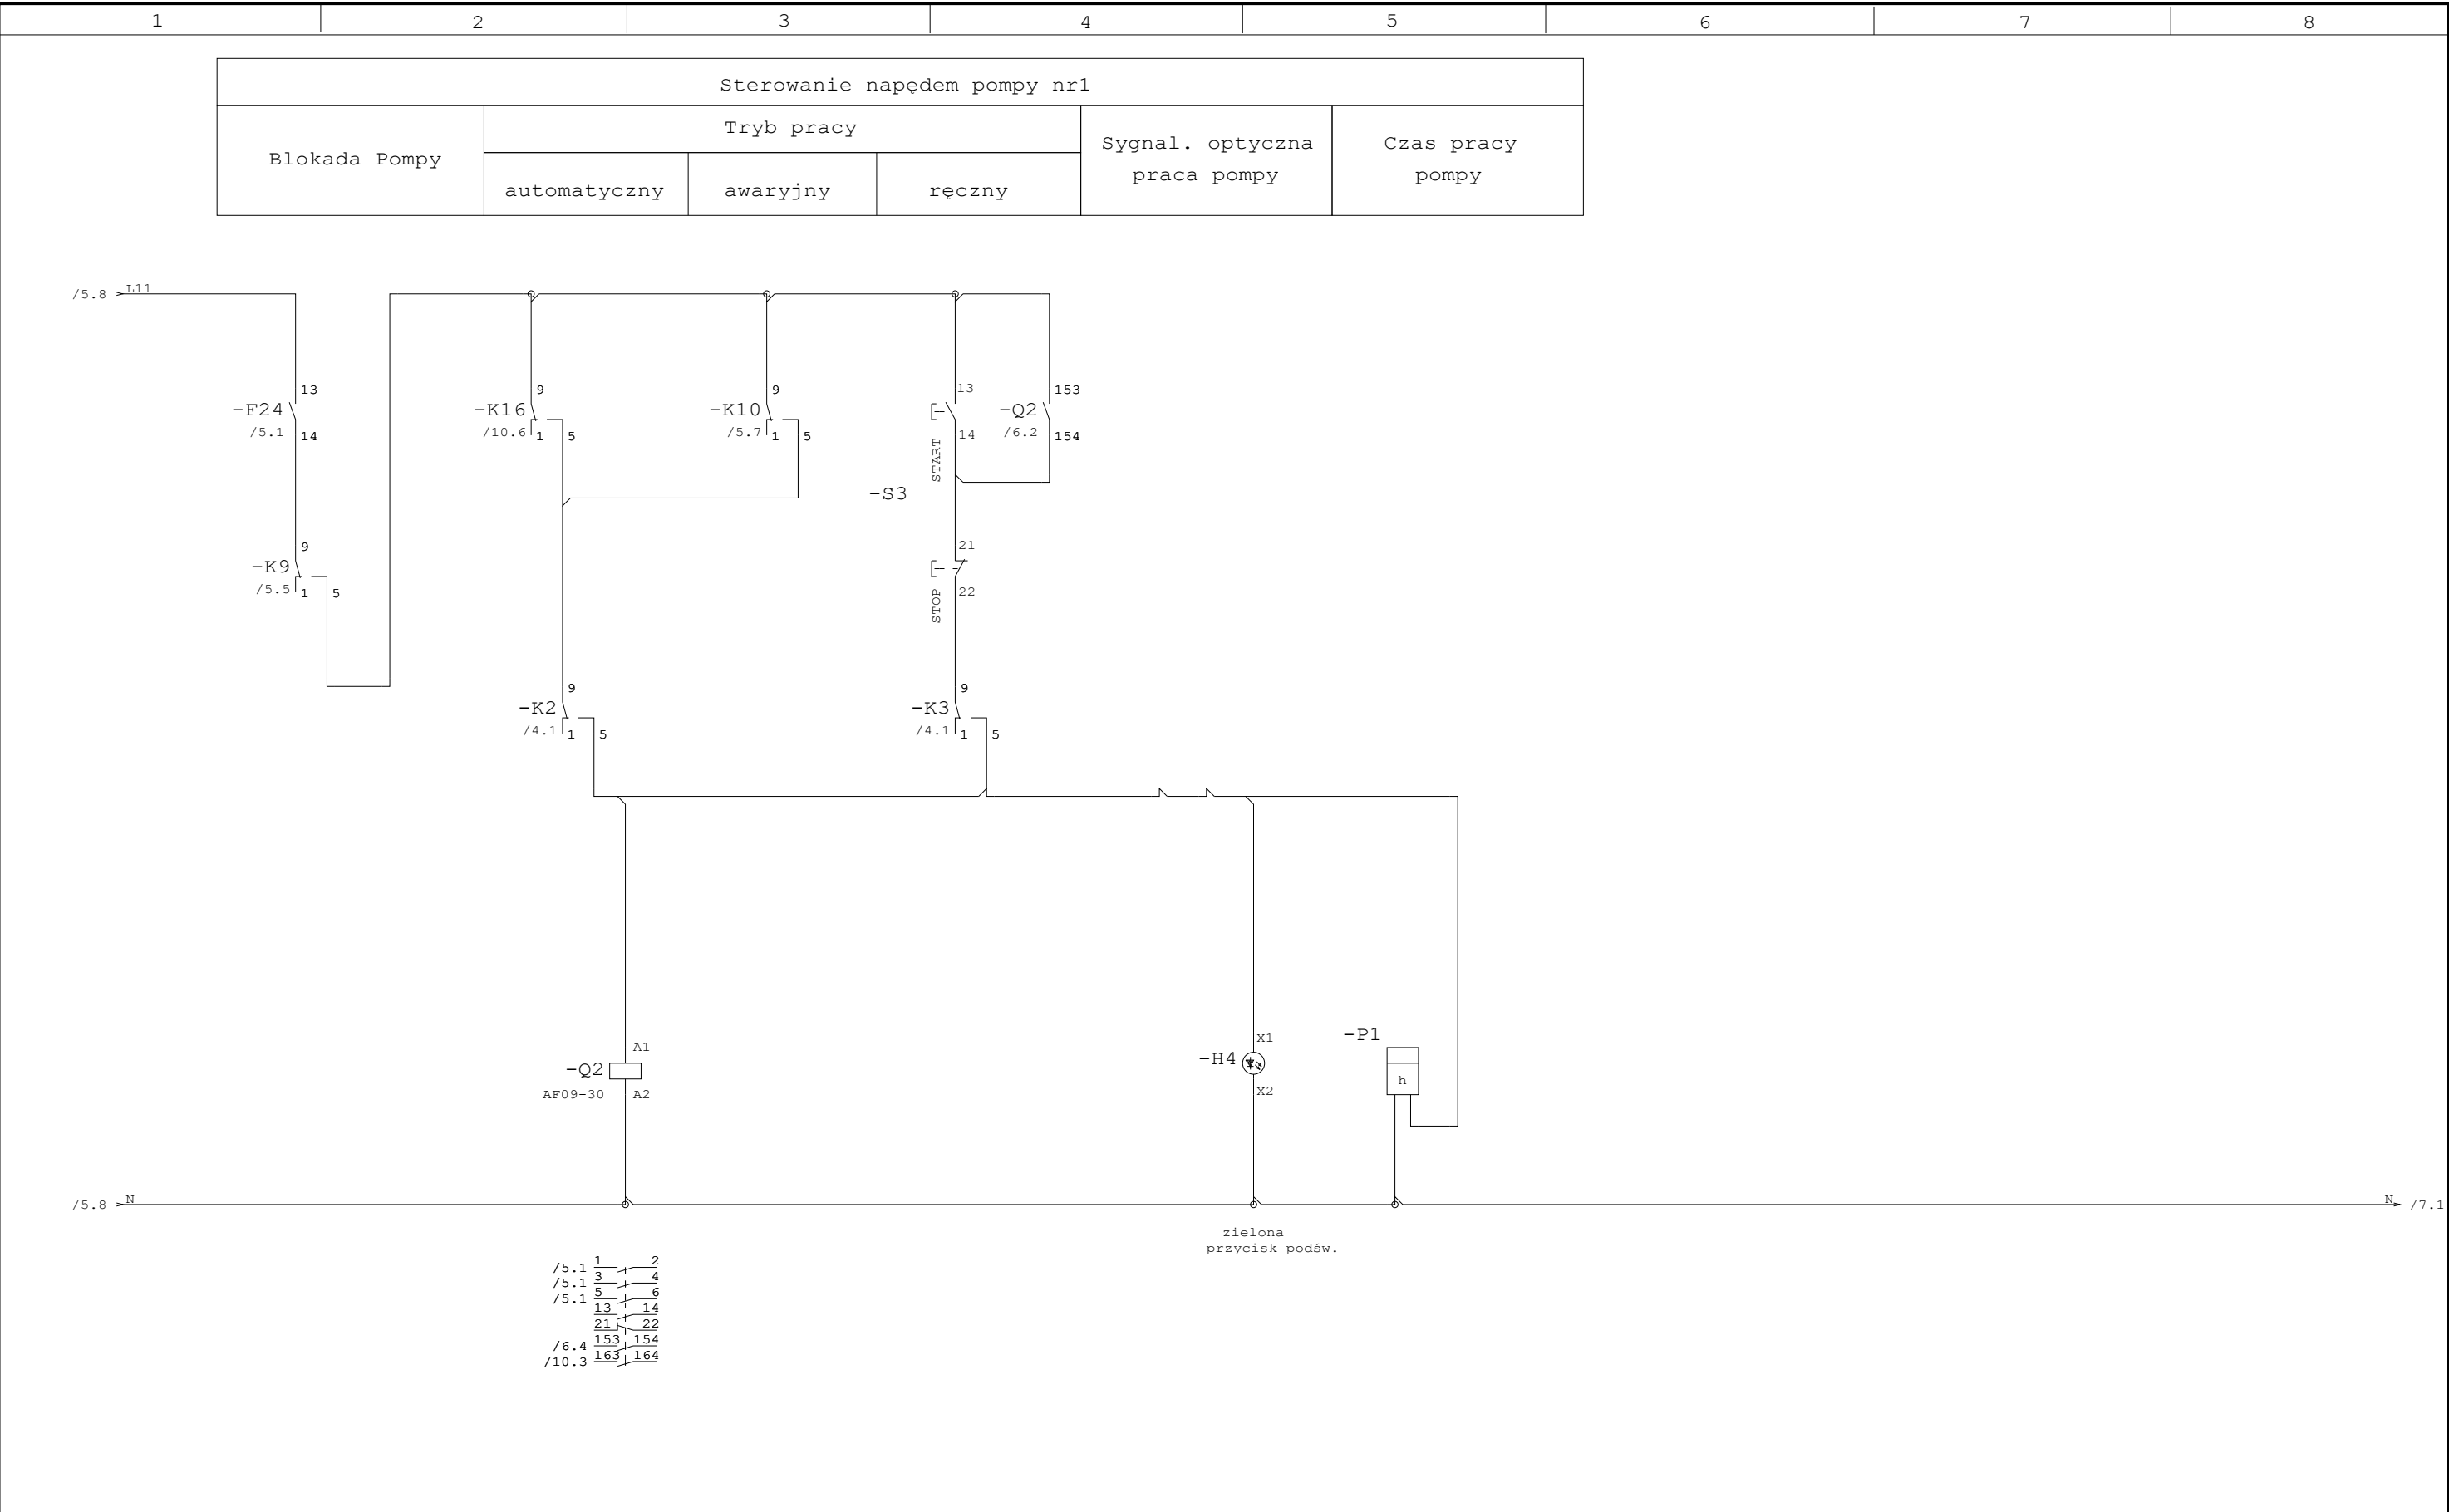 1 2 3 4 5 6 7 8
Sterowanie napędem pompy nr1
Blokada Pompy
Tryb pracy
automatyczny awaryjny ręczny
Sygnal. optyczna
praca pompy
Czas pracy
pompy
/5.8 L11
13
-F24
/5.1 14
9
-K16
/10.6 1 5
9
-K10
/5.7 1 5
13
14
START
153
-Q2
/6.2 154
-S3
9
-K9
/5.5 1 5
21
22
STOP
9
-K2
/4.1 1 5
9
-K3
/4.1 1 5
A1
-Q2
AF09-30 A2
X1
-H4
X2
-P1
h
/5.8 N
N /7.1
zielona
przycisk podśw.
/5.1 1 2
/5.1 3 4
/5.1 5 6
13 14
21 22
/6.4 153 154
/10.3 163 164